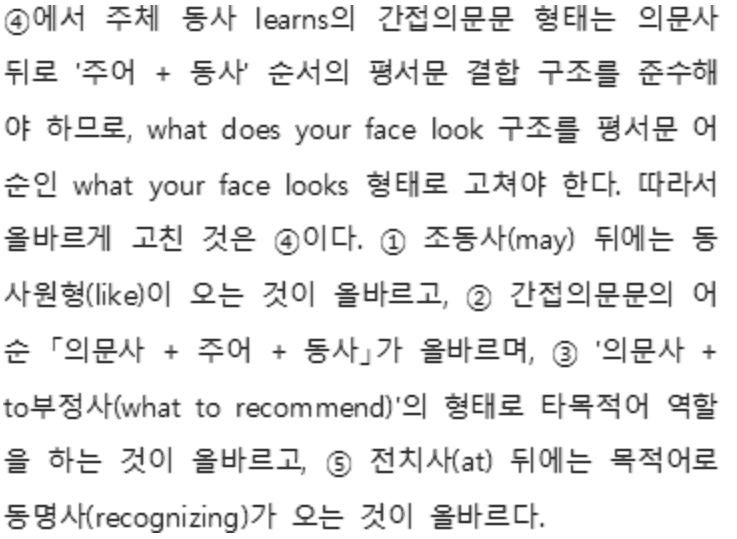 ④에서 주체 동사 learns의 간접의문문 형태는 의문사
뒤로 '주어 + 동사' 순서의 평서문 결합 구조를 준수해
야 하므로, what does your face look 구조를 평서문 어
순인 what your face looks 형태로 고쳐야 한다. 따라서
올바르게 고친 것은 ④이다. ① 조동사(may) 뒤에는 동
사원형(like)이 오는 것이 올바르고, ② 간접의문문의 어
순 「의문사 + 주어 + 동사」가 올바르며, ③ '의문사 +
to부정사(what to recommend)'의 형태로 타목적어 역할
을 하는 것이 올바르고, ⑤ 전치사(at) 뒤에는 목적어로
동명사(recognizing)가 오는 것이 올바르다.